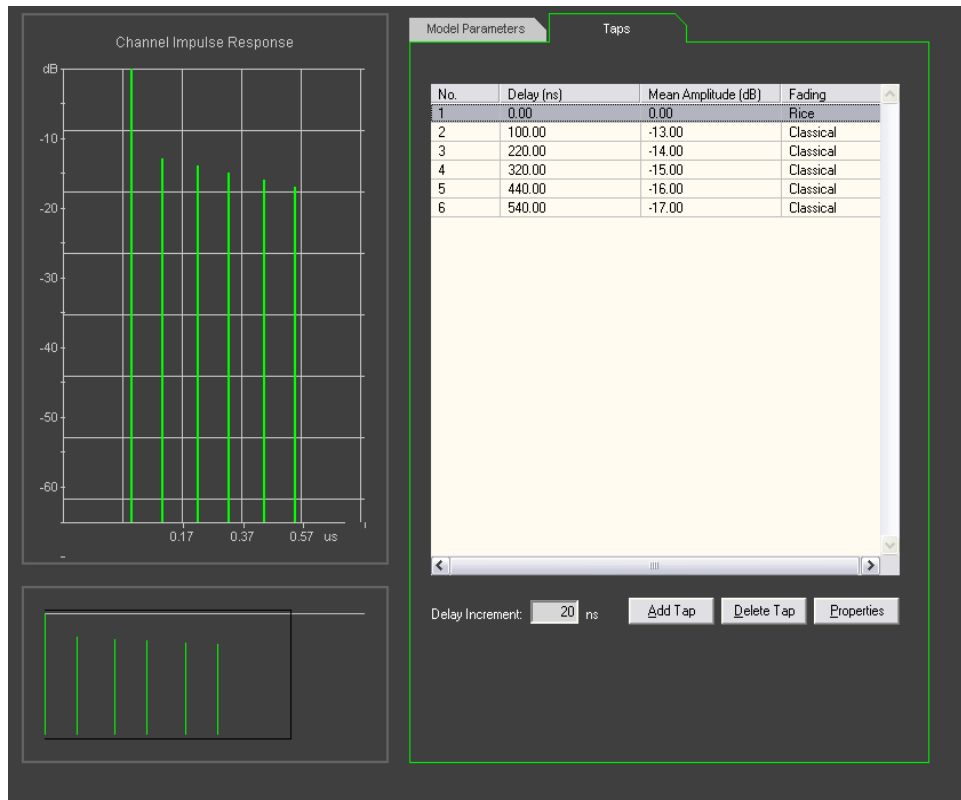 Channel Impulse Response
dB
-10
-20
-30
-40
-50
-60
0.17 0.37 0.57 us
Model Parameters Taps
No. Delay (ns) Mean Amplitude (dB) Fading
1 0.00 0.00 Rice
2 100.00 -13.00 Classical
3 220.00 -14.00 Classical
4 320.00 -15.00 Classical
5 440.00 -16.00 Classical
6 540.00 -17.00 Classical
Delay Increment: 20 ns Add Tap Delete Tap Properties